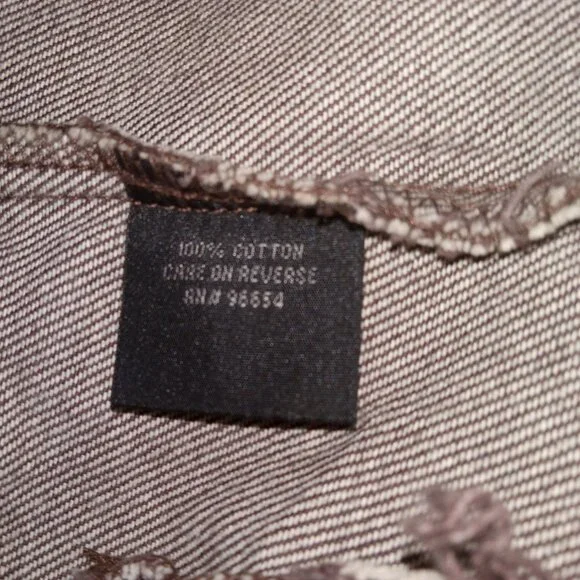 100% COTTON
CARE ON REVERSE
RN# 96654